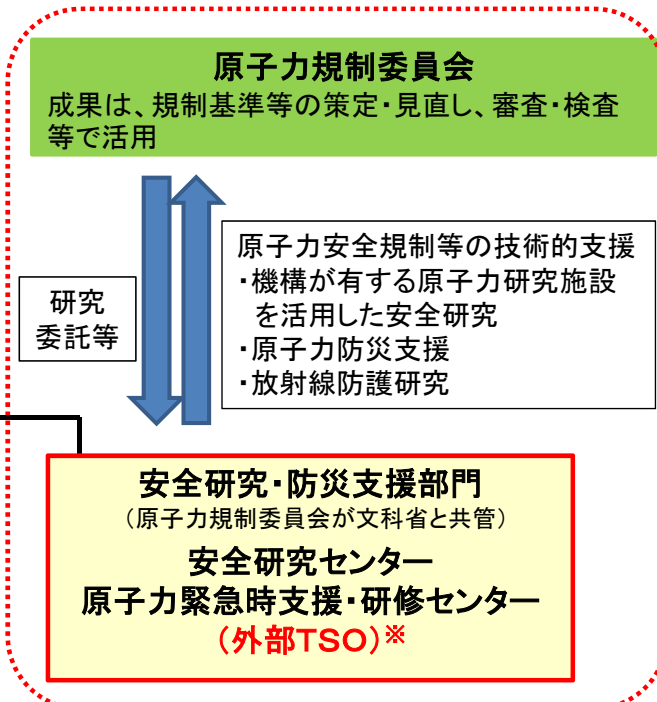 原子力規制委員会
成果は、規制基準等の策定・見直し、審査・検査
等で活用
研究
委託等
原子力安全規制等の技術的支援
・機構が有する原子力研究施設
を活用した安全研究
・原子力防災支援
・放射線防護研究
安全研究・防災支援部門
（原子力規制委員会が文科省と共管）
安全研究センター
原子力緊急時支援・研修センター
（外部TSO）※